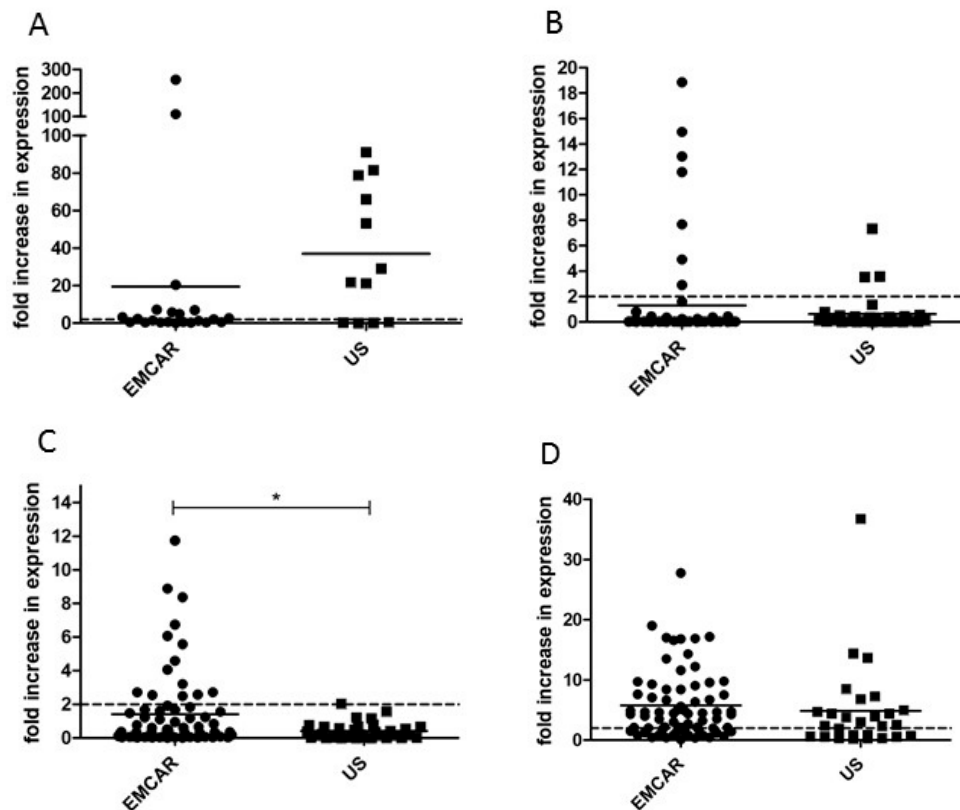 A
fold increase in expression
300
200
100
100
80
60
40
20
0
EMCAR
US
B
fold increase in expression
20
18
16
14
12
10
8
6
4
2
0
EMCAR
US
C
fold increase in expression
14
12
10
8
6
4
2
0
*
EMCAR
US
D
fold increase in expression
40
30
20
10
0
EMCAR
US